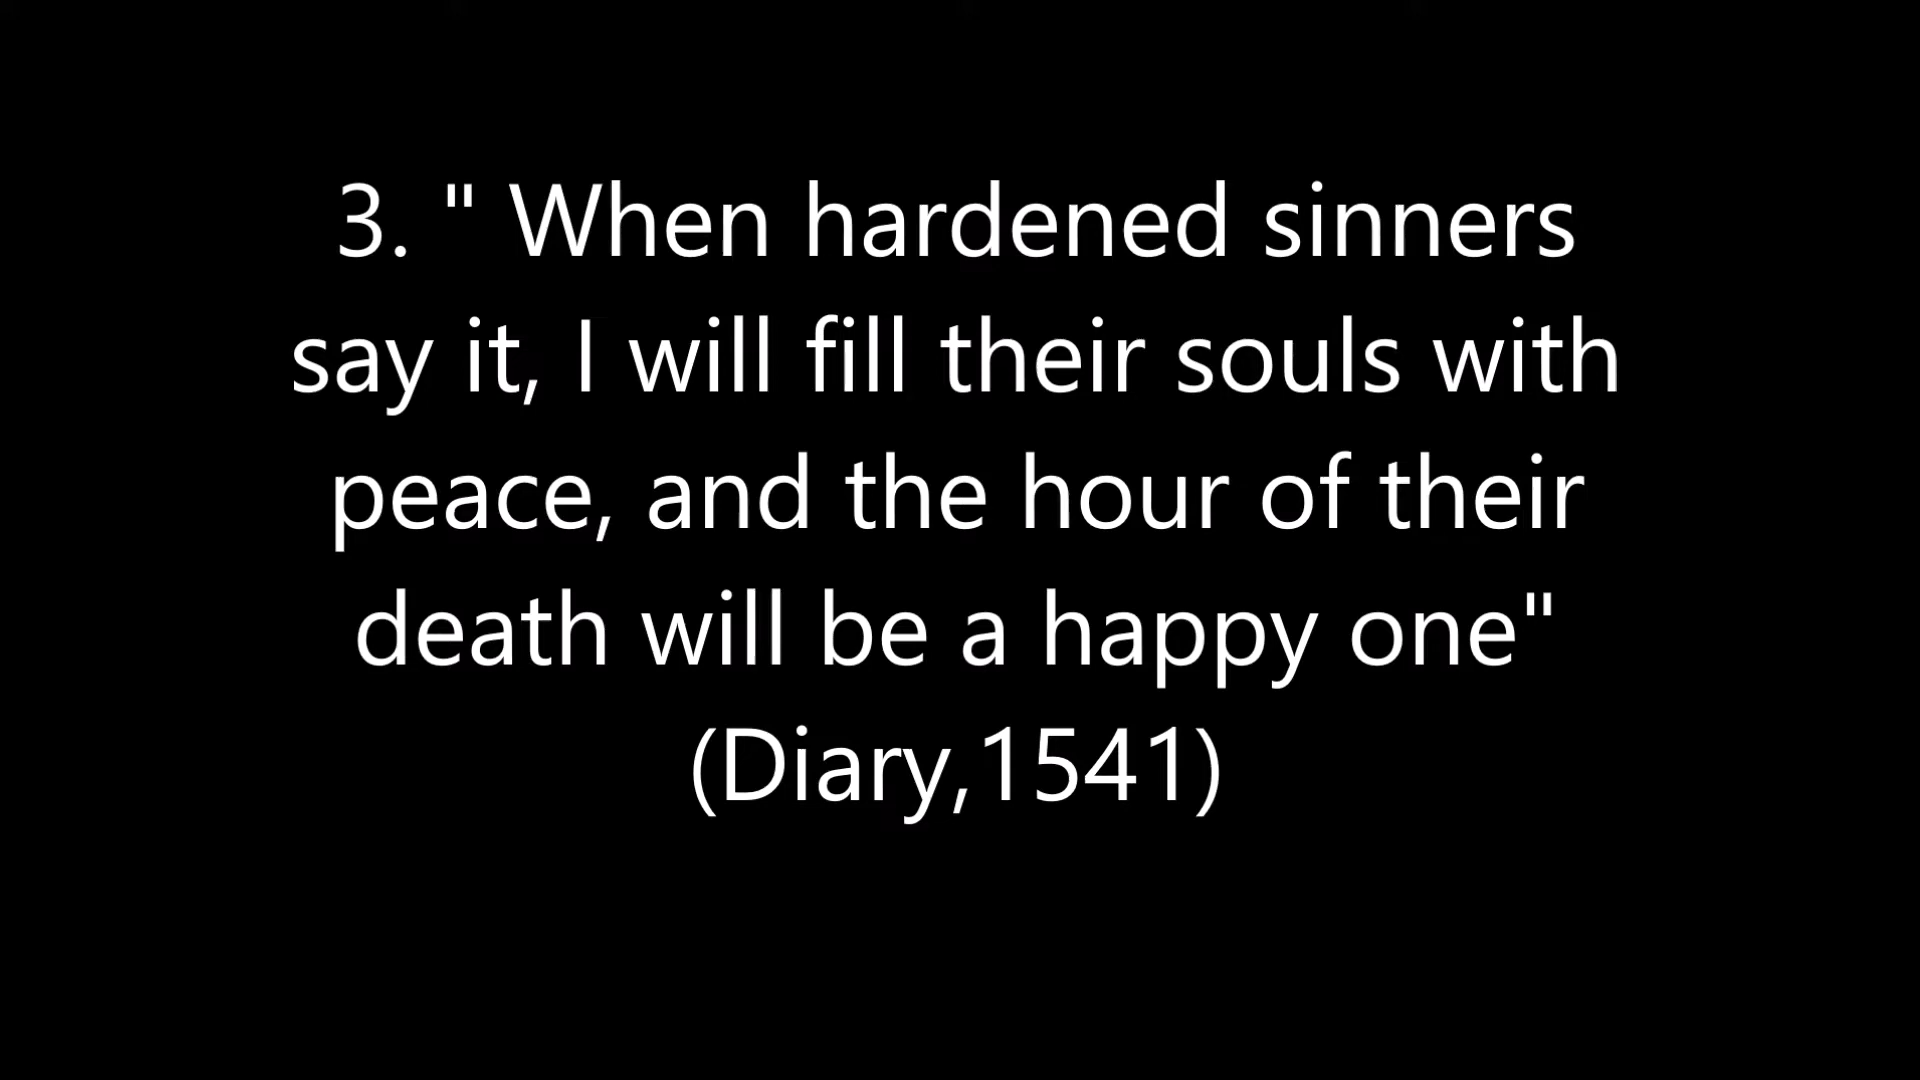 3. " When hardened sinners
say it, I will fill their souls with
peace, and the hour of their
death will be a happy one"
(Diary,1541)